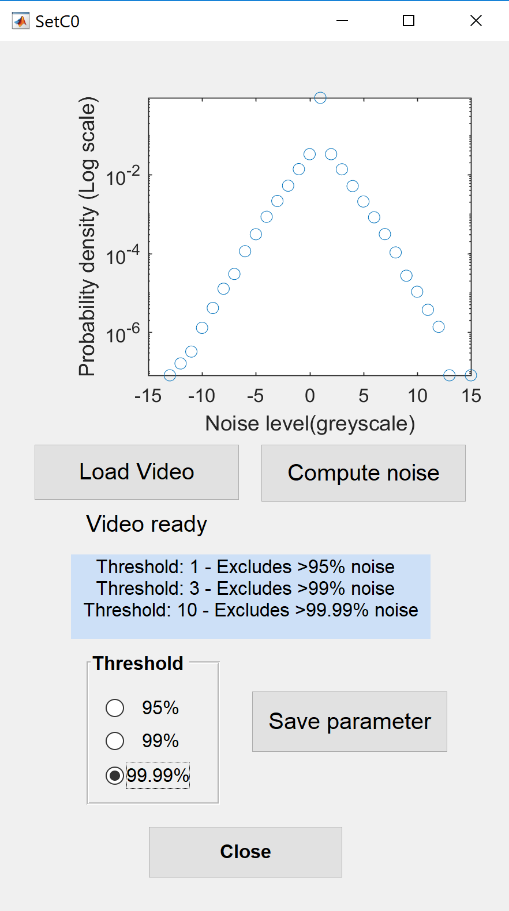 SetC0
Probability density (Log scale)
10-2
10-4
10-6
-15 -10 -5 0 5 10 15
Noise level(greyscale)
Load Video Compute noise
Video ready
Threshold: 1 - Excludes >95% noise
Threshold: 3 - Excludes >99% noise
Threshold: 10 - Excludes >99.99% noise
Threshold
95%
99%
99.99%
Save parameter
Close